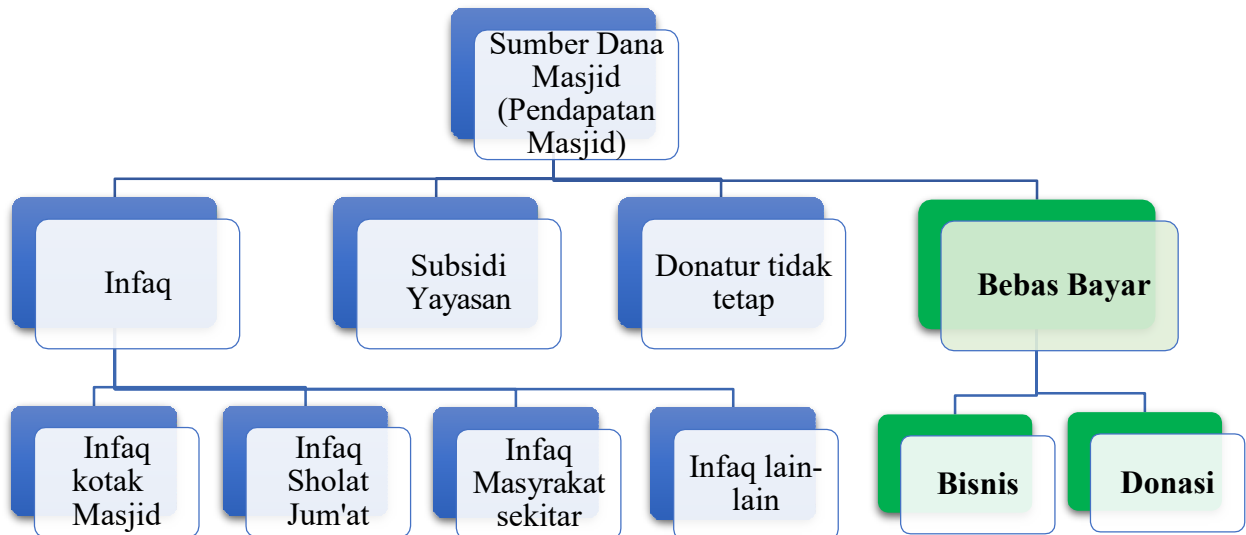 Sumber Dana
Masjid
(Pendapatan
Masjid)
Infaq
Subsidi
Yayasan
Donatur tidak
tetap
Bebas Bayar
Infaq
kotak
Masjid
Infaq
Sholat
Jum'at
Infaq
Masyrakat
sekitar
Infaq lain-
lain
Bisnis
Donasi